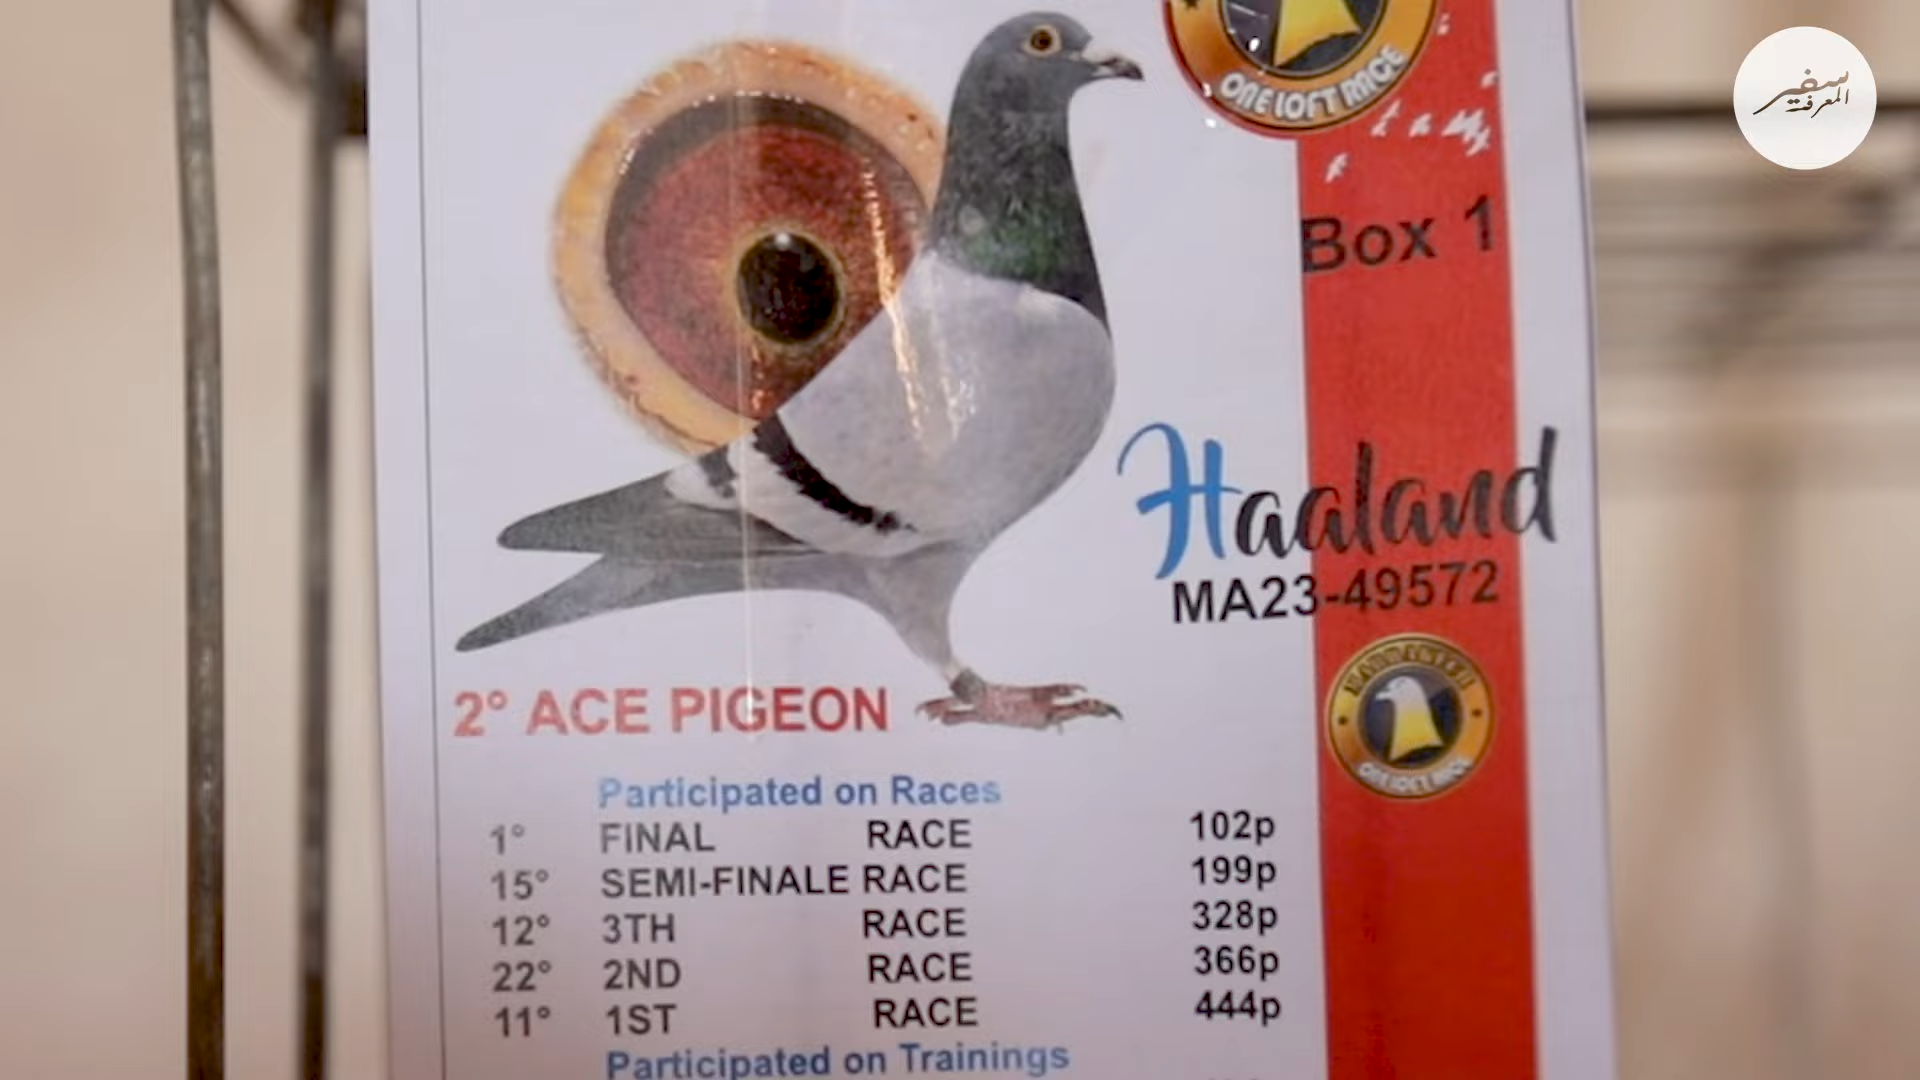 ONE LOFT RACE
سفير
المعرفة
Box 1
Haaland
MA23-49572
2° ACE PIGEON
ONE LOFT RACE
Participated on Races
1° FINAL RACE 102p
15° SEMI-FINALE RACE 199p
12° 3TH RACE 328p
22° 2ND RACE 366p
11° 1ST RACE 444p
Participated on Trainings